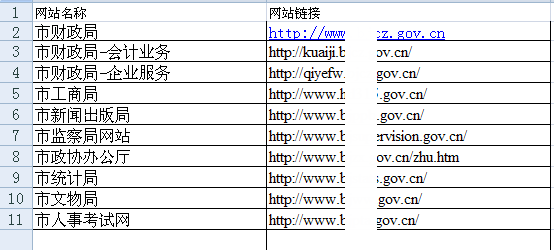 1 网站名称 网站链接
2 市财政局 http://www cz.gov.cn
3 市财政局-会计业务 http://kuaiji.b ov.cn/
4 市财政局-企业服务 http://qiyefw. gov.cn/
5 市工商局 http://www.h .gov.cn/
6 市新闻出版局 http://www.b .gov.cn/
7 市监察局网站 http://www.b ervision.gov.cn/
8 市政协办公厅 http://www.b ov.cn/zhu.htm
9 市统计局 http://www.b s.gov.cn/
10 市文物局 http://www.b .gov.cn/
11 市人事考试网 http://www.b gov.cn/